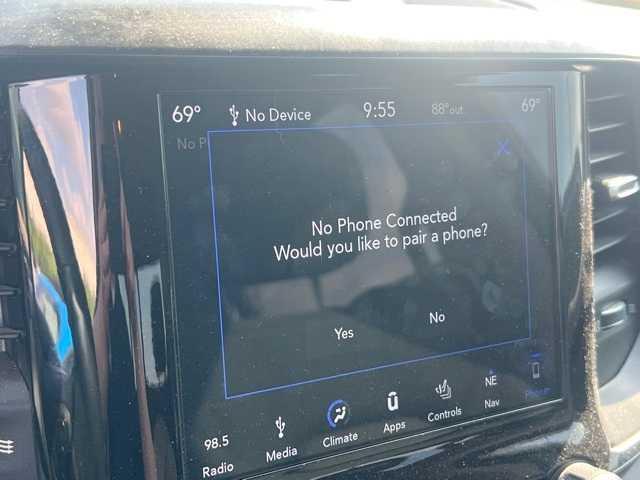 69° No Device 9:55 88° out 69°
No P
No Phone Connected
Would you like to pair a phone?
Yes No
98.5 NE
Radio Media Climate Apps Controls Nav Phone